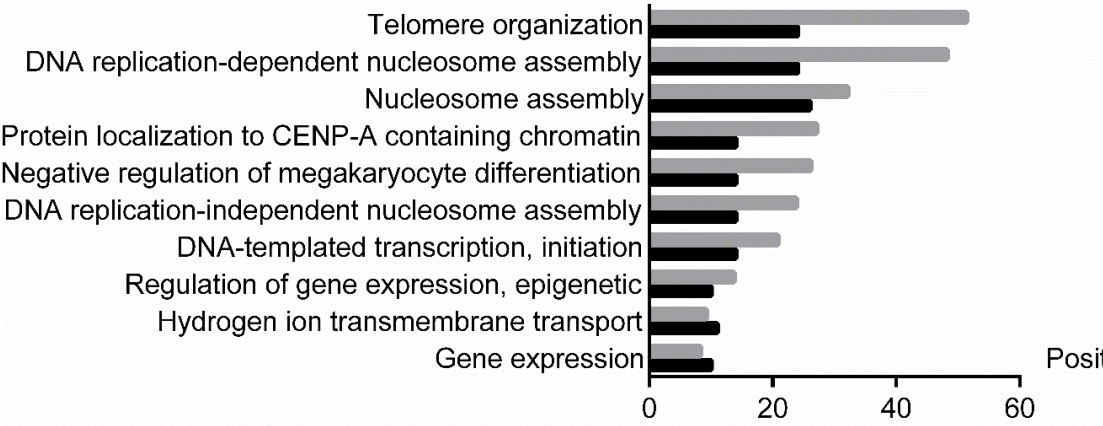 Telomere organization
DNA replication-dependent nucleosome assembly
Nucleosome assembly
Protein localization to CENP-A containing chromatin
Negative regulation of megakaryocyte differentiation
DNA replication-independent nucleosome assembly
DNA-templated transcription, initiation
Regulation of gene expression, epigenetic
Hydrogen ion transmembrane transport
Gene expression
Posit
0 20 40 60